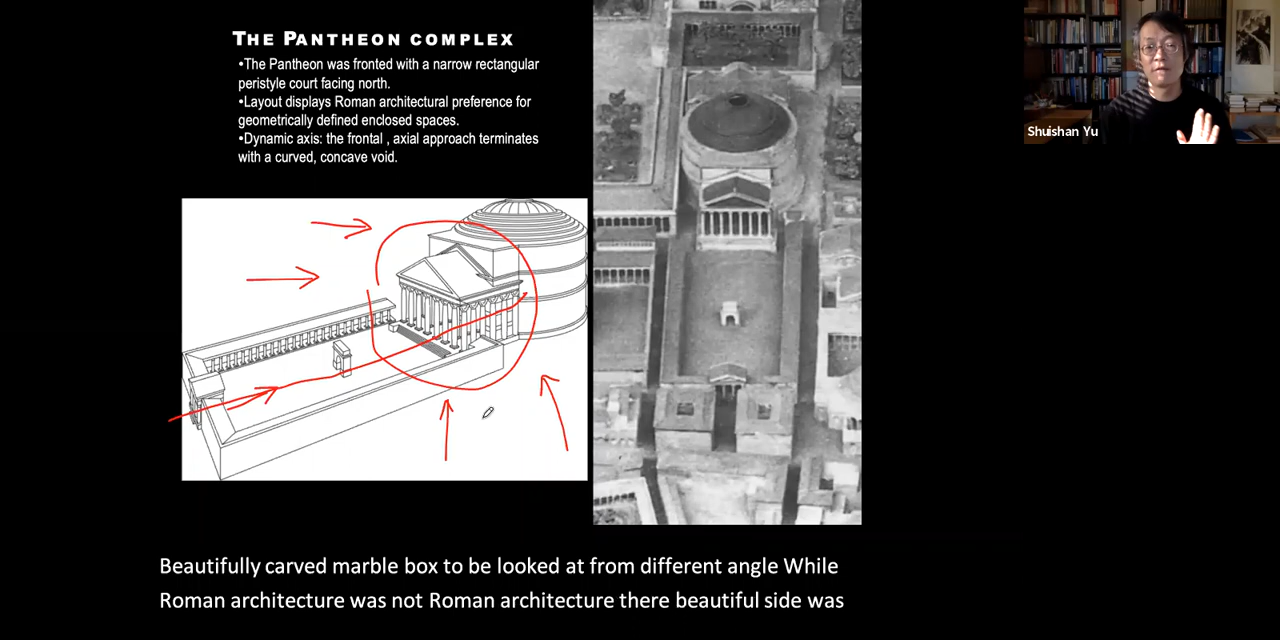 THE PANTHEON COMPLEX
•The Pantheon was fronted with a narrow rectangular
peristyle court facing north.
•Layout displays Roman architectural preference for
geometrically defined enclosed spaces.
•Dynamic axis: the frontal , axial approach terminates
with a curved, concave void.
Shuishan Yu
Beautifully carved marble box to be looked at from different angle While
Roman architecture was not Roman architecture there beautiful side was